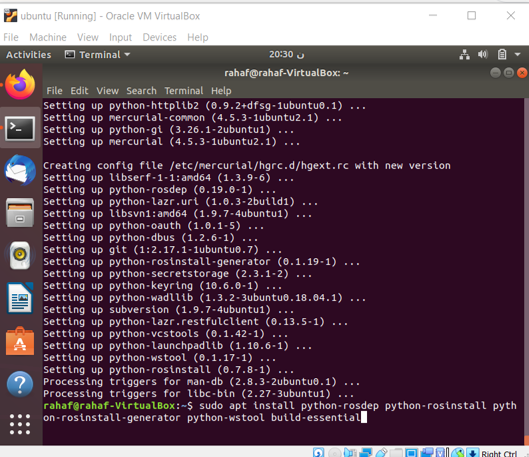 ubuntu [Running] - Oracle VM VirtualBox
File Machine View Input Devices Help
Activities Terminal 20:30 ن
rahaf@rahaf-VirtualBox: ~
File Edit View Search Terminal Help
Setting up python-httplib2 (0.9.2+dfsg-1ubuntu0.1) ...
Setting up mercurial-common (4.5.3-1ubuntu2.1) ...
Setting up python-gi (3.26.1-2ubuntu1) ...
Setting up mercurial (4.5.3-1ubuntu2.1) ...
Creating config file /etc/mercurial/hgrc.d/hgext.rc with new version
Setting up libserf-1-1:amd64 (1.3.9-6) ...
Setting up python-rosdep (0.19.0-1) ...
Setting up python-lazr.uri (1.0.3-2build1) ...
Setting up libsvn1:amd64 (1.9.7-4ubuntu1) ...
Setting up python-oauth (1.0.1-5) ...
Setting up python-dbus (1.2.6-1) ...
Setting up git (1:2.17.1-1ubuntu0.7) ...
Setting up python-rosinstall-generator (0.1.19-1) ...
Setting up python-secretstorage (2.3.1-2) ...
Setting up python-keyring (10.6.0-1) ...
Setting up python-wadllib (1.3.2-3ubuntu0.18.04.1) ...
Setting up subversion (1.9.7-4ubuntu1) ...
Setting up python-lazr.restfulclient (0.13.5-1) ...
Setting up python-vcstools (0.1.42-1) ...
Setting up python-launchpadlib (1.10.6-1) ...
Setting up python-wstool (0.1.17-1) ...
Setting up python-rosinstall (0.7.8-1) ...
Processing triggers for man-db (2.8.3-2ubuntu0.1) ...
Processing triggers for libc-bin (2.27-3ubuntu1) ...
rahaf@rahaf-VirtualBox:~$ sudo apt install python-rosdep python-rosinstall pyth
on-rosinstall-generator python-wstool build-essential
Right Ctrl